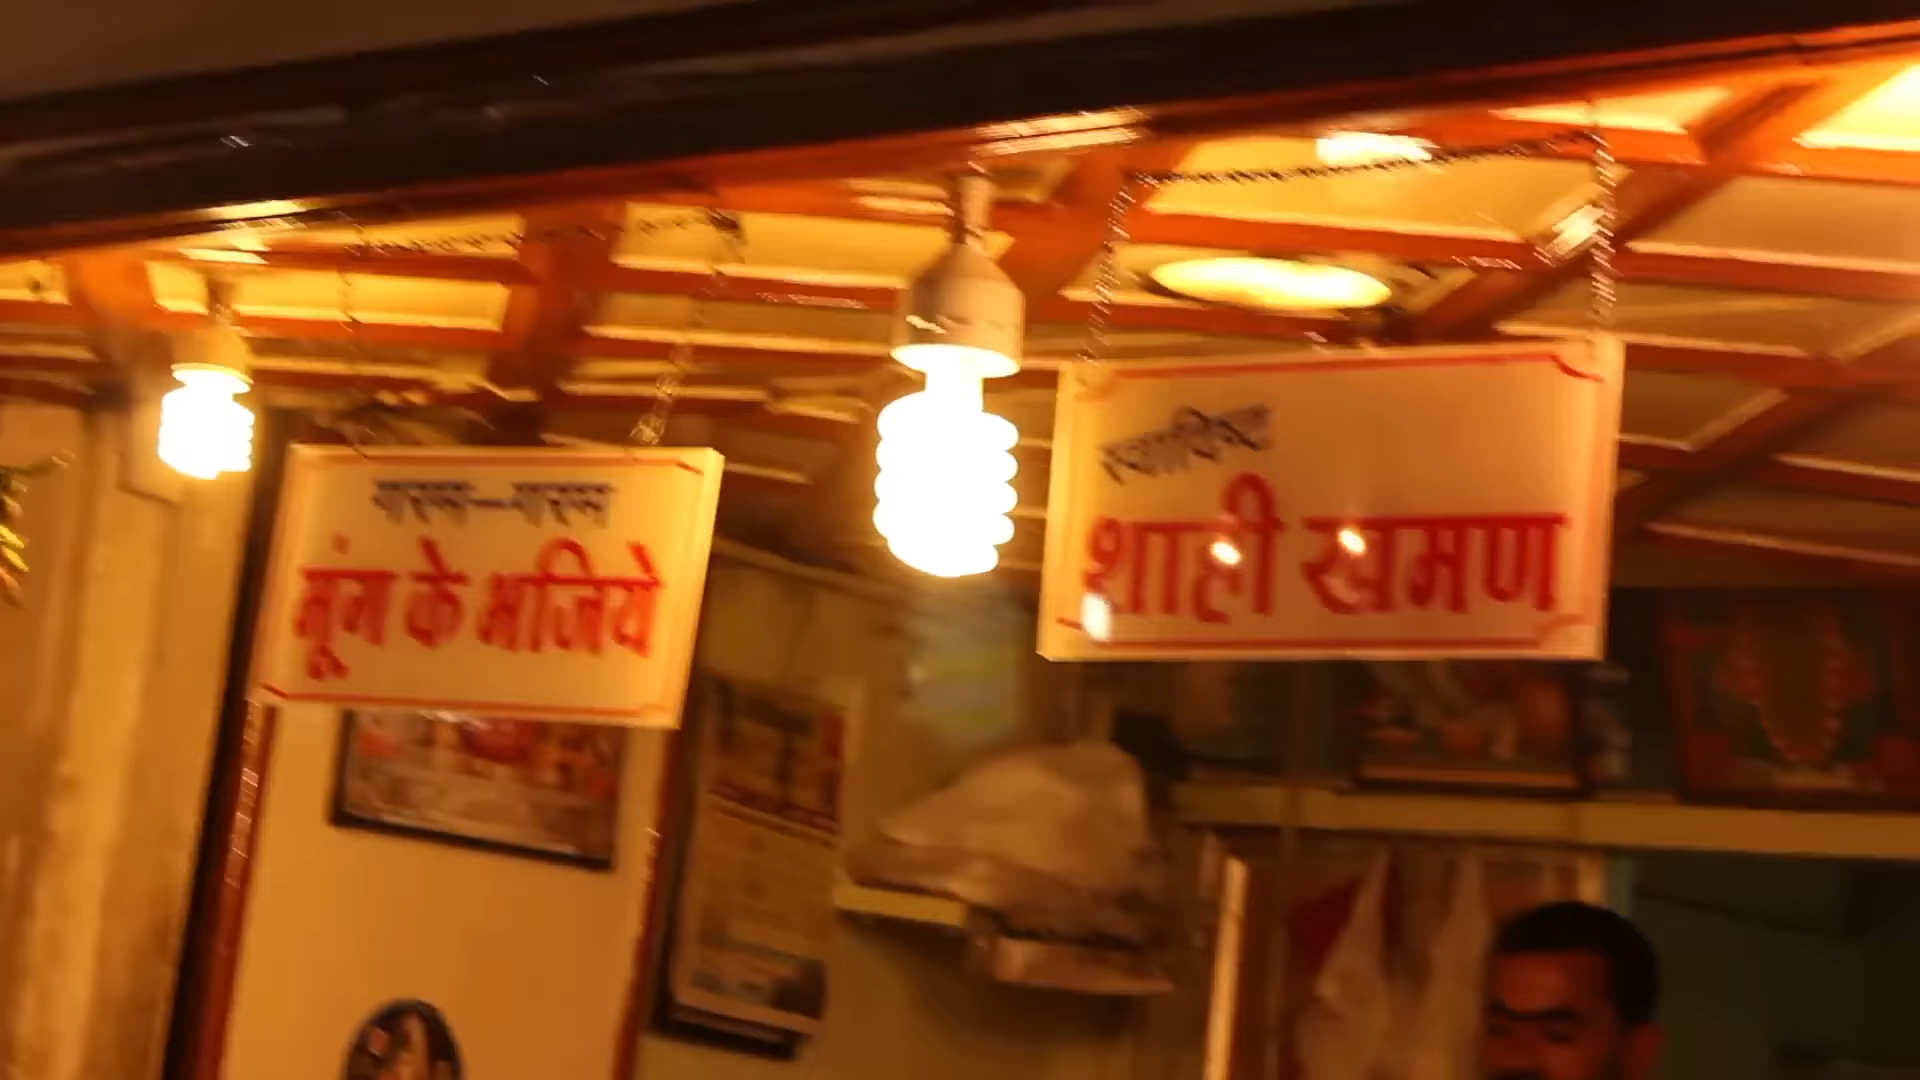 गरम-गरम
मूंग के भजिये
स्वादिष्ट
शाही खमण